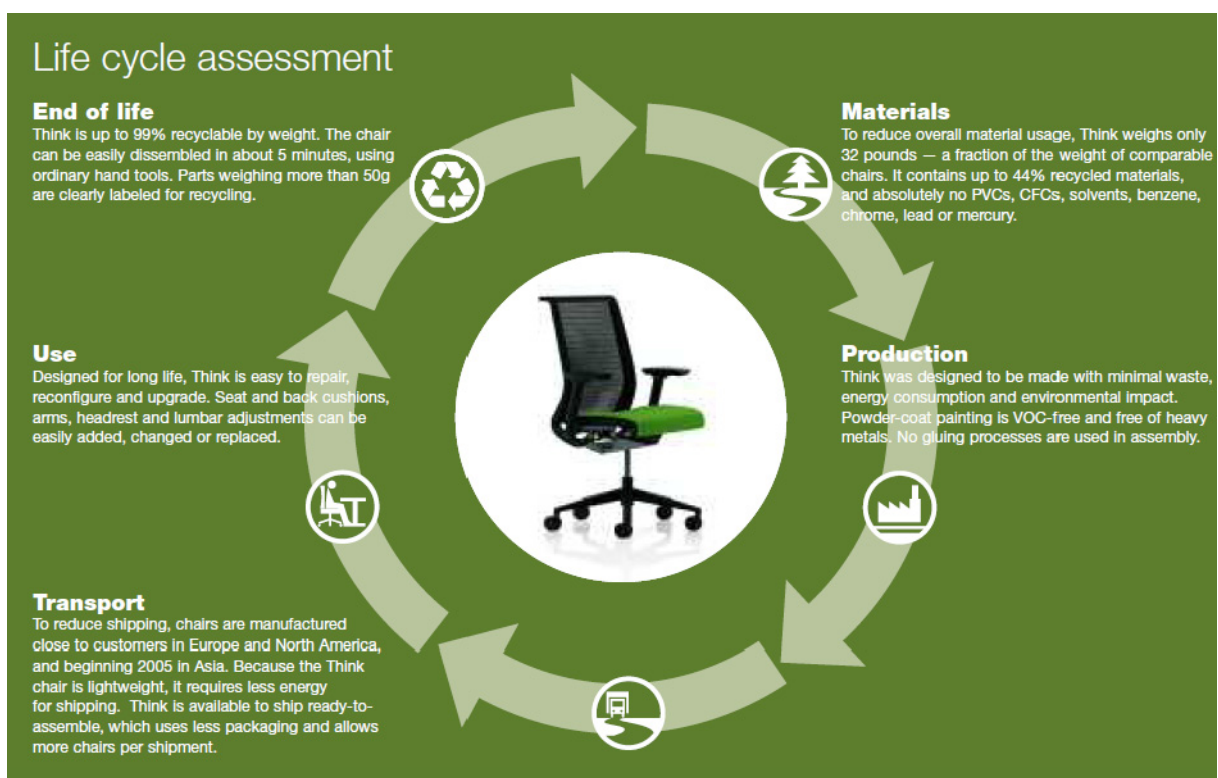 Life cycle assessment
End of life
Think is up to 99% recyclable by weight. The chair
can be easily dissembled in about 5 minutes, using
ordinary hand tools. Parts weighing more than 50g
are clearly labeled for recycling.
Materials
To reduce overall material usage, Think weighs only
32 pounds — a fraction of the weight of comparable
chairs. It contains up to 44% recycled materials,
and absolutely no PVCs, CFCs, solvents, benzene,
chrome, lead or mercury.
Production
Think was designed to be made with minimal waste,
energy consumption and environmental impact.
Powder-coat painting is VOC-free and free of heavy
metals. No gluing processes are used in assembly.
Transport
To reduce shipping, chairs are manufactured
close to customers in Europe and North America,
and beginning 2005 in Asia. Because the Think
chair is lightweight, it requires less energy
for shipping. Think is available to ship ready-to-
assemble, which uses less packaging and allows
more chairs per shipment.
Use
Designed for long life, Think is easy to repair,
reconfigure and upgrade. Seat and back cushions,
arms, headrest and lumbar adjustments can be
easily added, changed or replaced.